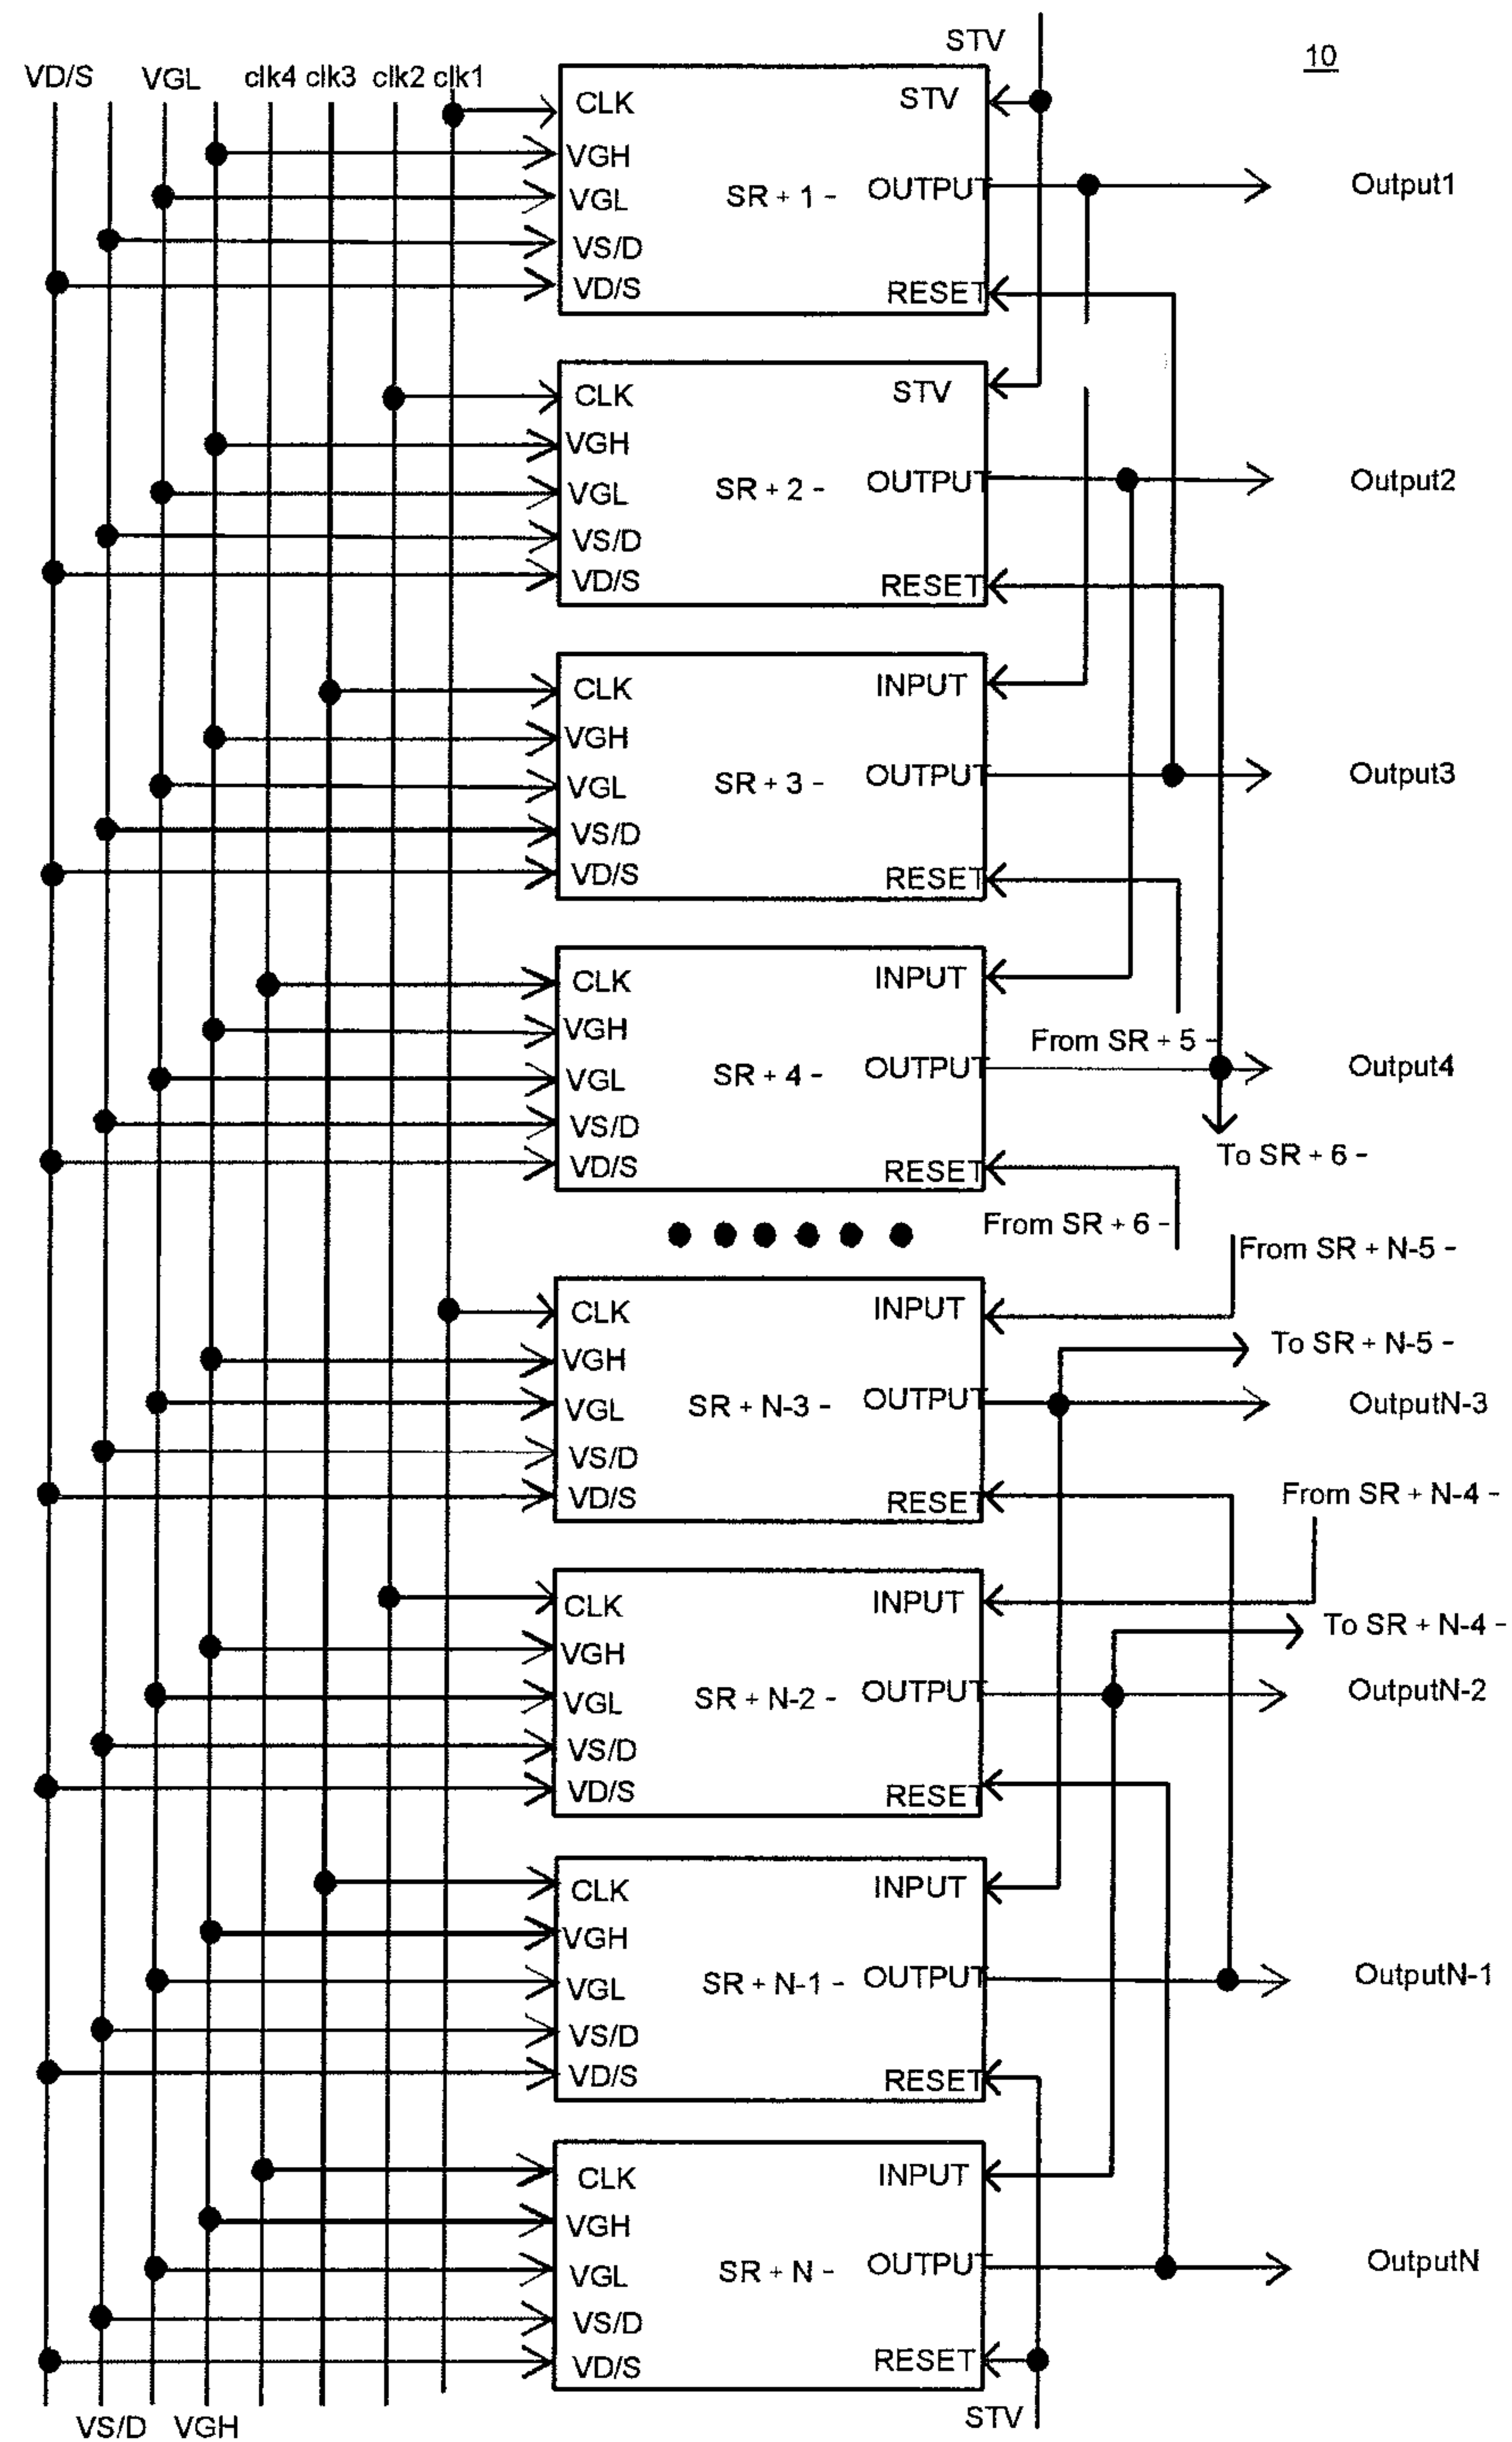 STV
10
VD/S VGL clk4 clk3 clk2 clk1
CLK STV
VGH
VGL SR + 1 - OUTPUT Output1
VS/D
VD/S RESET
CLK STV
VGH
VGL SR + 2 - OUTPUT Output2
VS/D
VD/S RESET
CLK INPUT
VGH
VGL SR + 3 - OUTPUT Output3
VS/D
VD/S RESET
CLK INPUT
VGH From SR + 5 -
VGL SR + 4 - OUTPUT Output4
VS/D
VD/S RESET To SR + 6 -
From SR + 6 -
From SR + N-5 -
CLK INPUT
VGH To SR + N-5 -
VGL SR + N-3 - OUTPUT OutputN-3
VS/D
VD/S RESET From SR + N-4 -
CLK INPUT
VGH To SR + N-4 -
VGL SR + N-2 - OUTPUT OutputN-2
VS/D
VD/S RESET
CLK INPUT
VGH
VGL SR + N-1 - OUTPUT OutputN-1
VS/D
VD/S RESET
CLK INPUT
VGH
VGL SR + N - OUTPUT OutputN
VS/D
VD/S RESET
VS/D VGH STV